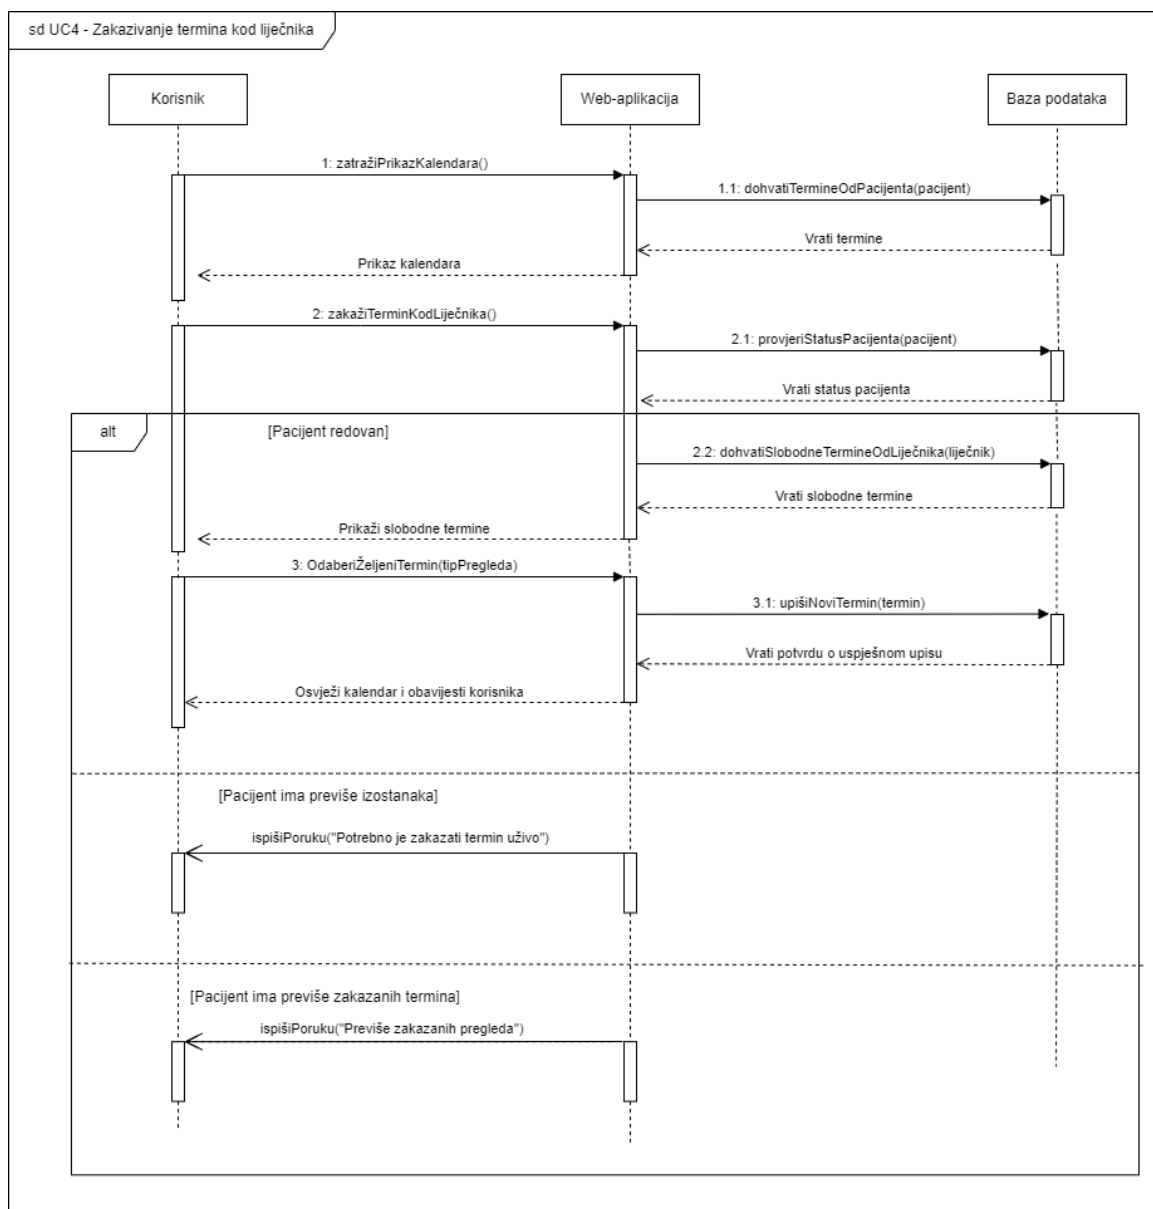 sd UC4 - Zakazivanje termina kod liječnika
Korisnik
Web-aplikacija
Baza podataka
1: zatražiPrikazKalendara()
1.1: dohvatiTermineOdPacijenta(pacijent)
Vrati termine
Prikaz kalendara
2: zakažiTerminKodLiječnika()
2.1: provjeriStatusPacijenta(pacijent)
Vrati status pacijenta
alt
[Pacijent redovan]
2.2: dohvatiSlobodneTermineOdLiječnika(liječnik)
Vrati slobodne termine
Prikaži slobodne termine
3: OdaberiŽeljeniTermin(tipPregleda)
3.1: upišiNoviTermin(termin)
Vrati potvrdu o uspješnom upisu
Osvježi kalendar i obavijesti korisnika
[Pacijent ima previše izostanaka]
ispišiPoruku("Potrebno je zakazati termin uživo")
[Pacijent ima previše zakazanih termina]
ispišiPoruku("Previše zakazanih pregleda")